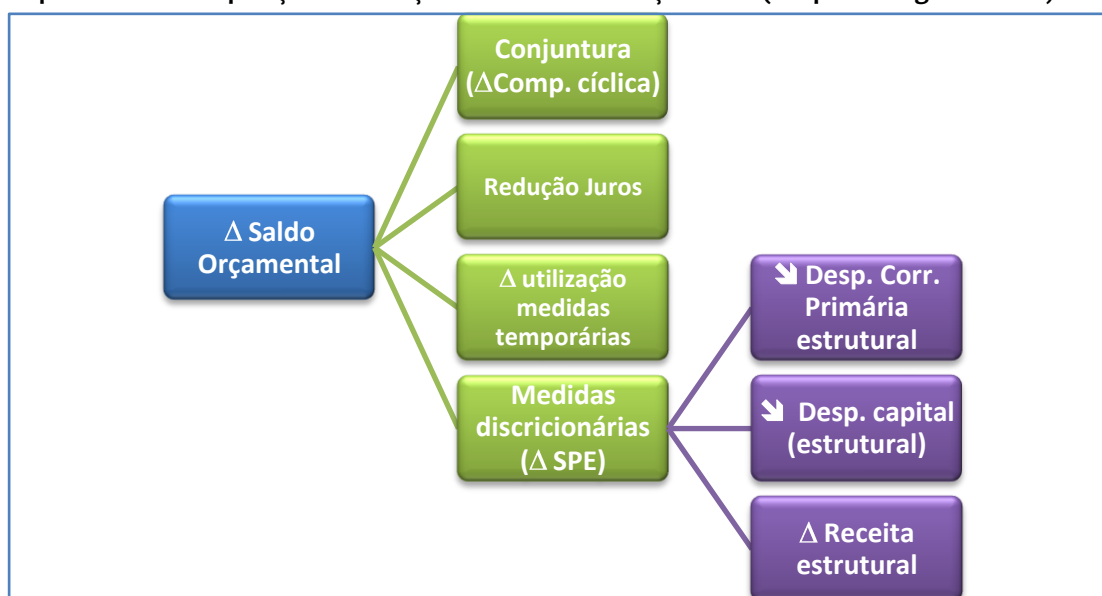 Δ Saldo
Orçamental
Conjuntura
(ΔComp. cíclica)
Redução Juros
Δ utilização
medidas
temporárias
Medidas
discricionárias
(Δ SPE)
⬊ Desp. Corr.
Primária
estrutural
⬊ Desp. capital
(estrutural)
Δ Receita
estrutural